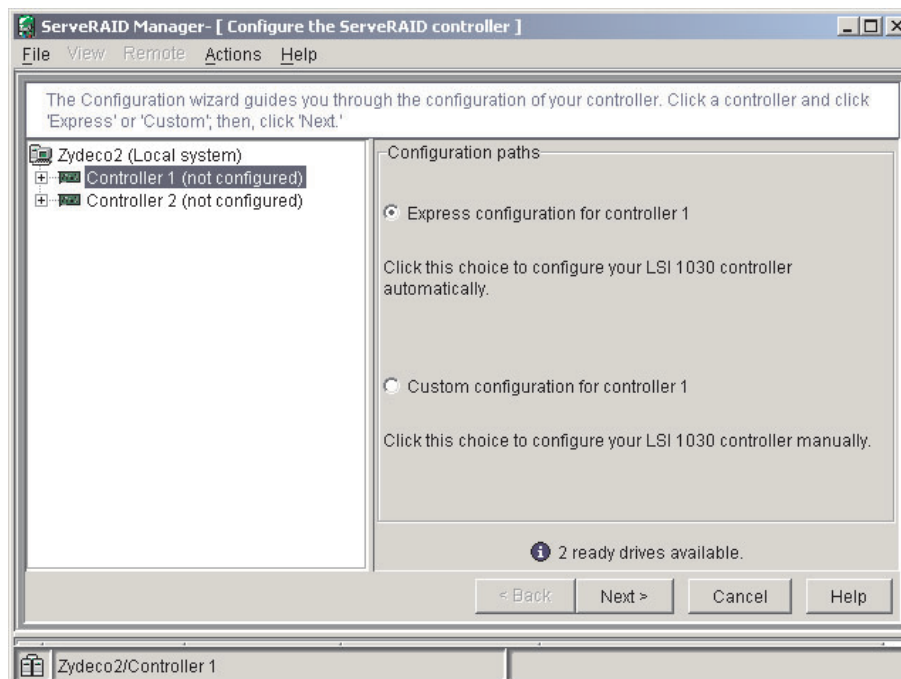 ServeRAID Manager- [ Configure the ServeRAID controller ]
File View Remote Actions Help
The Configuration wizard guides you through the configuration of your controller. Click a controller and click
'Express' or 'Custom'; then, click 'Next.'
Zydeco2 (Local system)
Controller 1 (not configured)
Controller 2 (not configured)
Configuration paths
Express configuration for controller 1
Click this choice to configure your LSI 1030 controller
automatically.
Custom configuration for controller 1
Click this choice to configure your LSI 1030 controller manually.
2 ready drives available.
< Back Next > Cancel Help
Zydeco2/Controller 1